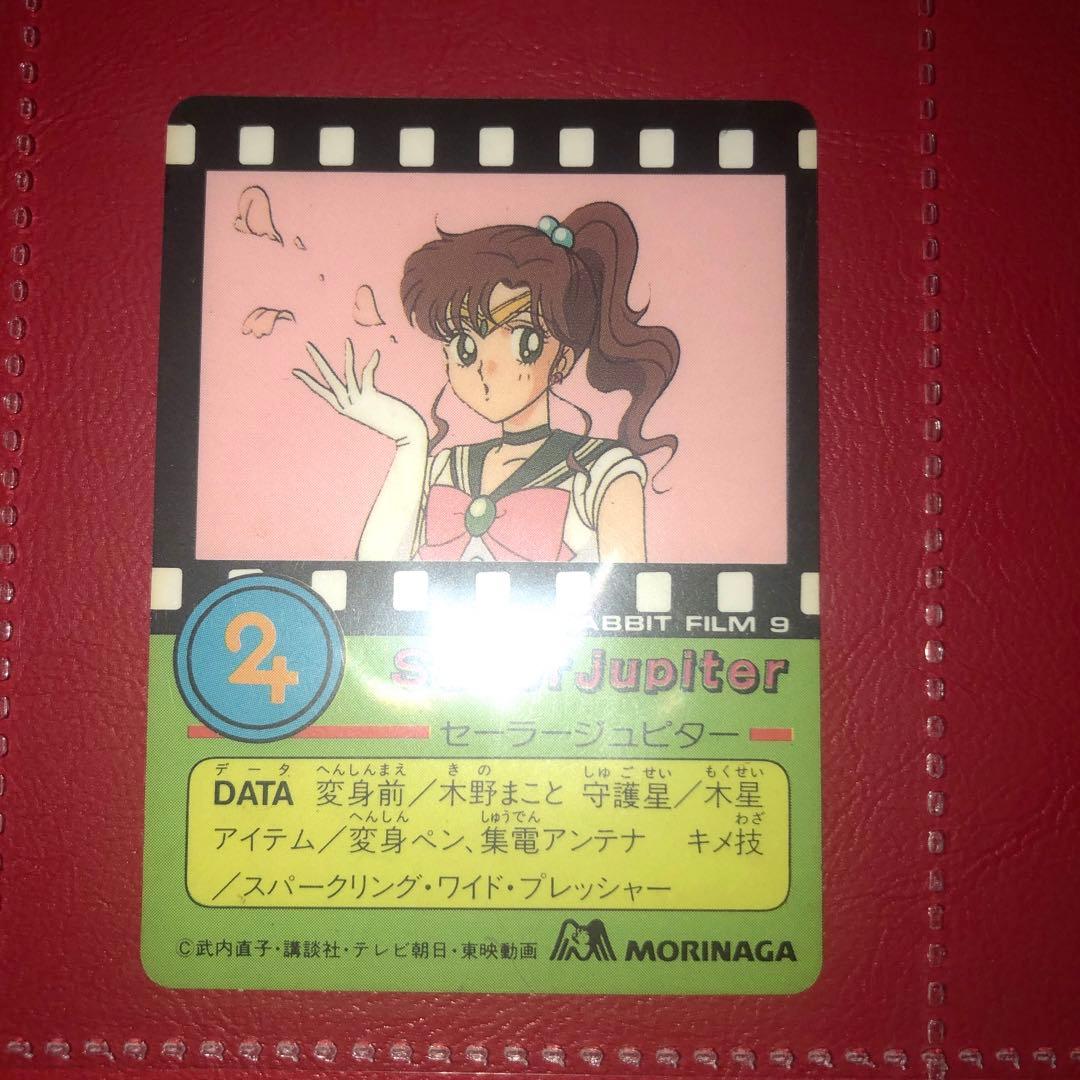 ABBIT FILM 9
Jupiter
セーラージュピター
データ へんしんまえ きの しゅごせい もくせい
DATA 変身前/木野まこと 守護星/木星
へんしん しゅうでん わざ
アイテム/変身ペン、集電アンテナ キメ技
/スパークリング・ワイド・プレッシャー
©武内直子・講談社・テレビ朝日・東映動画 MORINAGA